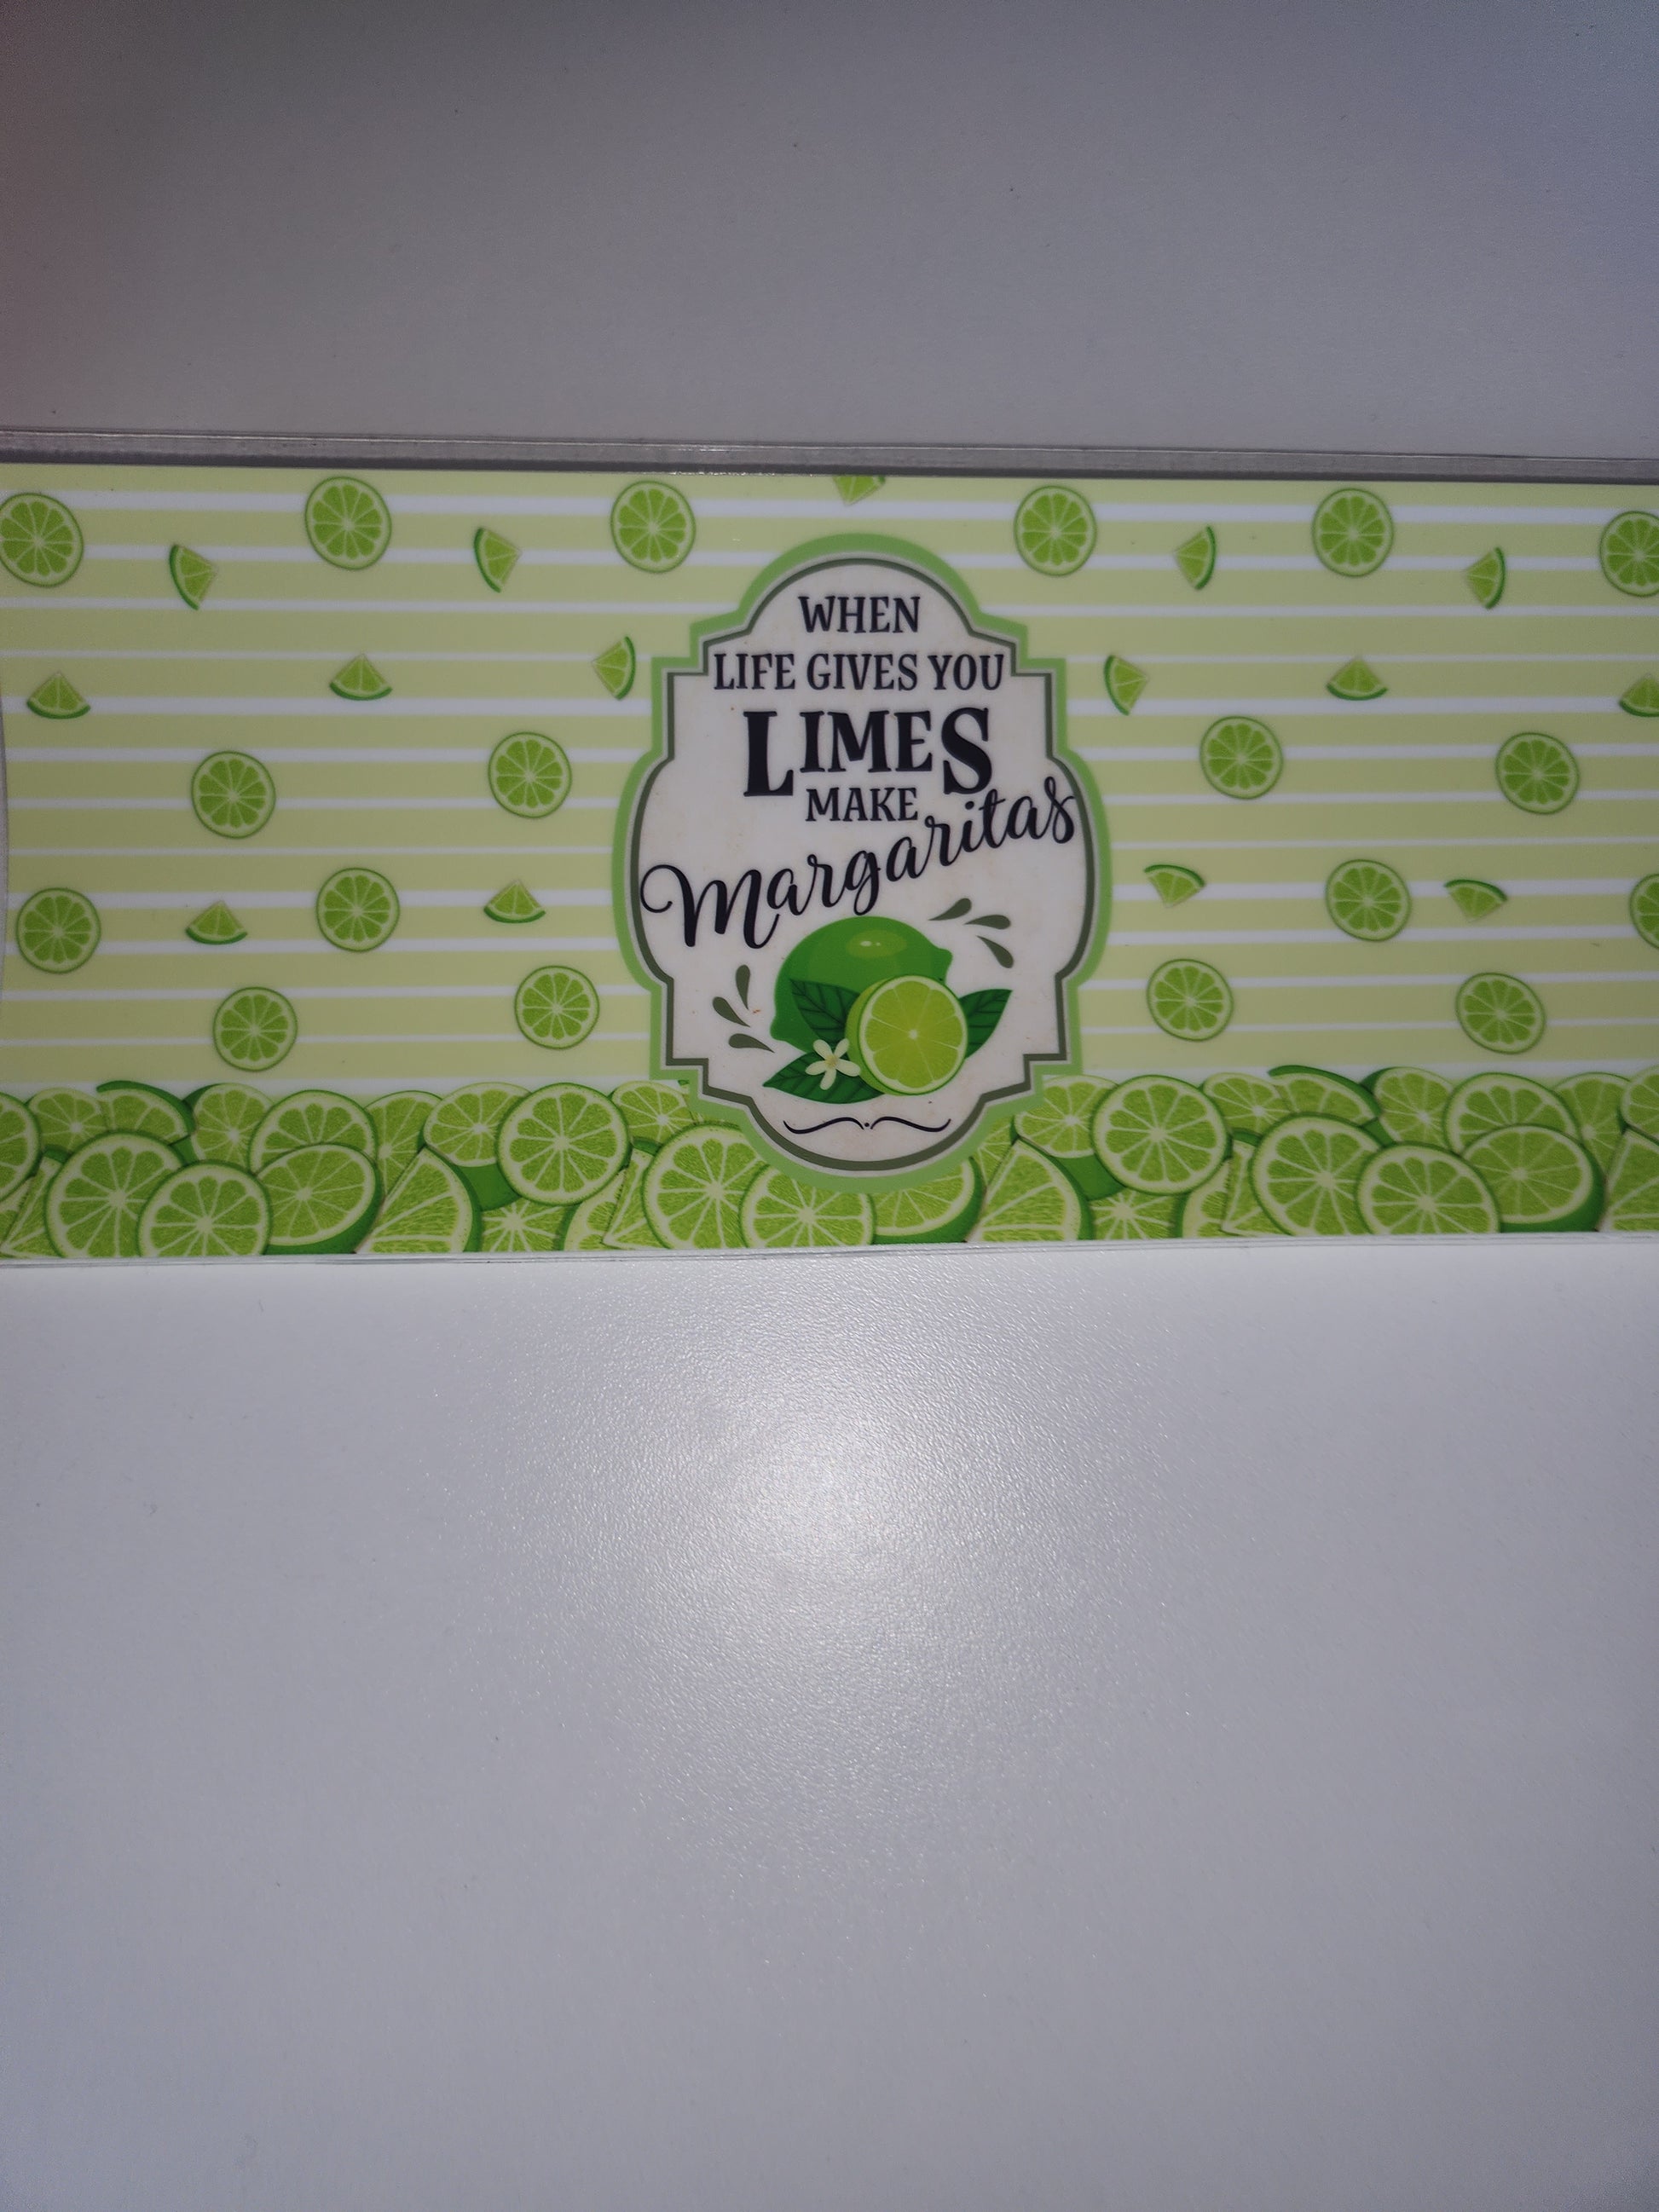 WHEN
LIFE GIVES YOU
LIMES
MAKE
Margaritas